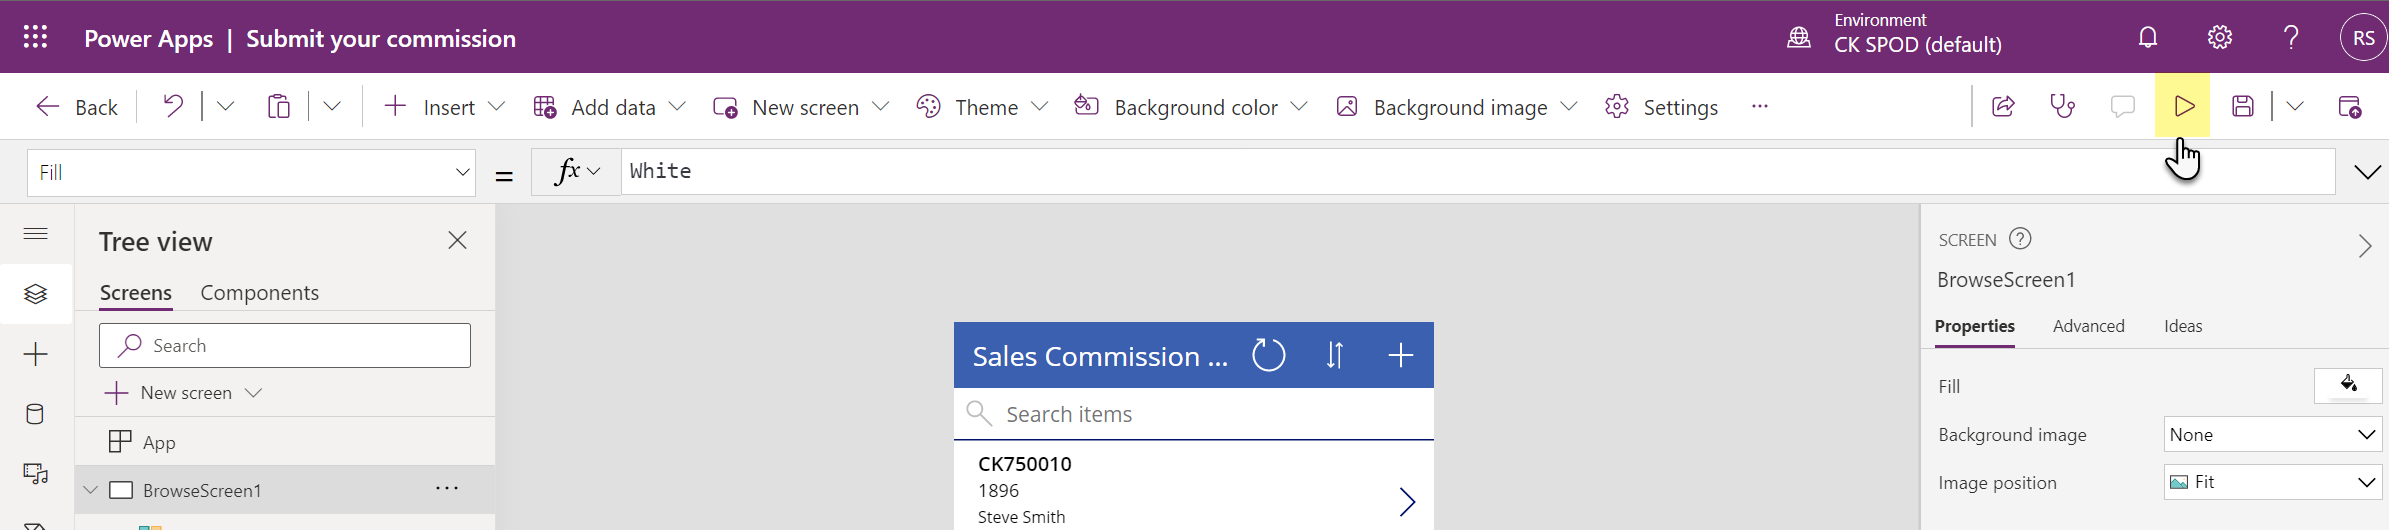 Power Apps | Submit your commission
Environment
CK SPOD (default)
RS
Back
Insert
Add data
New screen
Theme
Background color
Background image
Settings
Fill
=
fx
White
Tree view
Screens
Components
Search
New screen
App
BrowseScreen1
Sales Commission ...
Search items
CK750010
1896
Steve Smith
SCREEN
BrowseScreen1
Properties
Advanced
Ideas
Fill
Background image
None
Image position
Fit